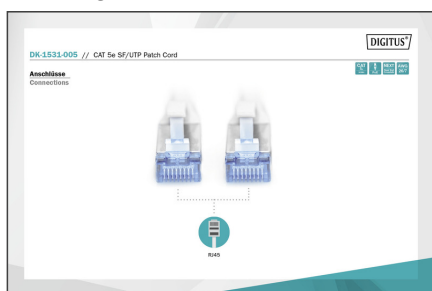 DIGITUS®
DK-1531-005 // CAT 5e SF/UTP Patch Cord
Anschlüsse
Connections
RJ45